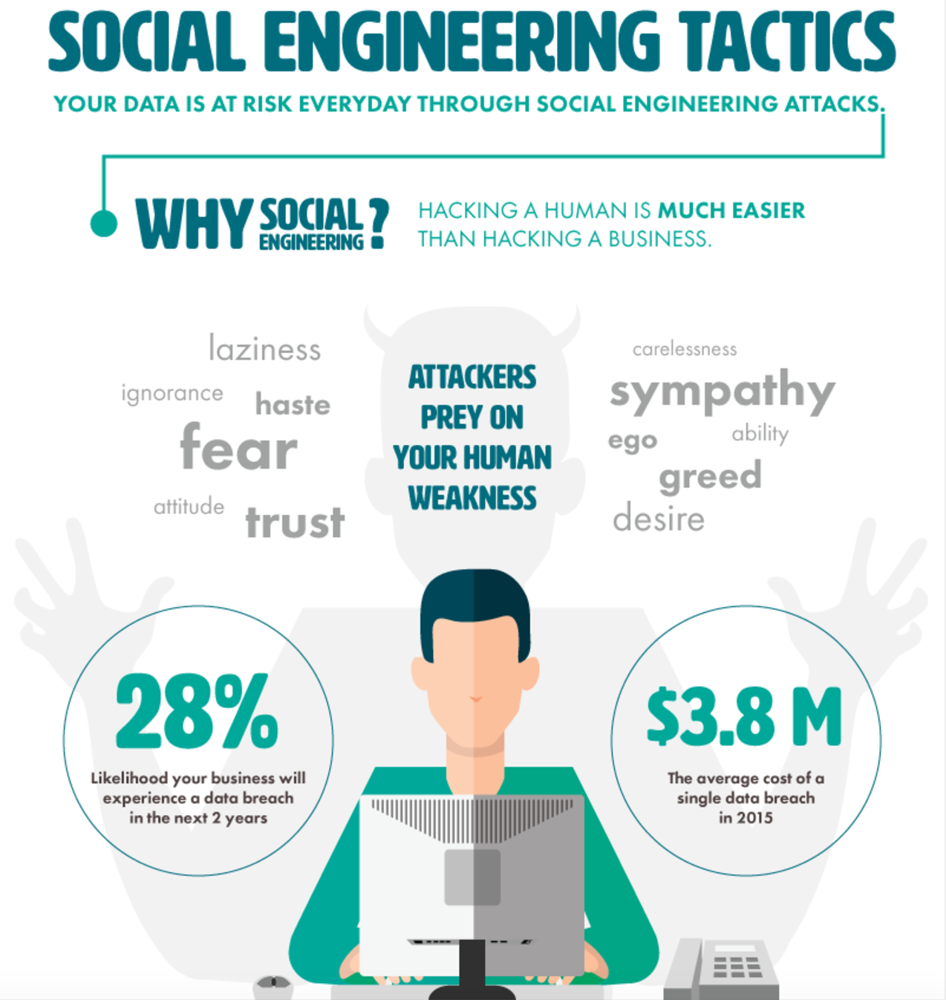 SOCIAL ENGINEERING TACTICS
YOUR DATA IS AT RISK EVERYDAY THROUGH SOCIAL ENGINEERING ATTACKS.
WHY SOCIAL ENGINEERING?
HACKING A HUMAN IS MUCH EASIER
THAN HACKING A BUSINESS.
laziness
ignorance
haste
fear
attitude
trust
ATTACKERS
PREY ON
YOUR HUMAN
WEAKNESS
carelessness
sympathy
ego
ability
greed
desire
28%
Likelihood your business will
experience a data breach
in the next 2 years
$3.8 M
The average cost of a
single data breach
in 2015